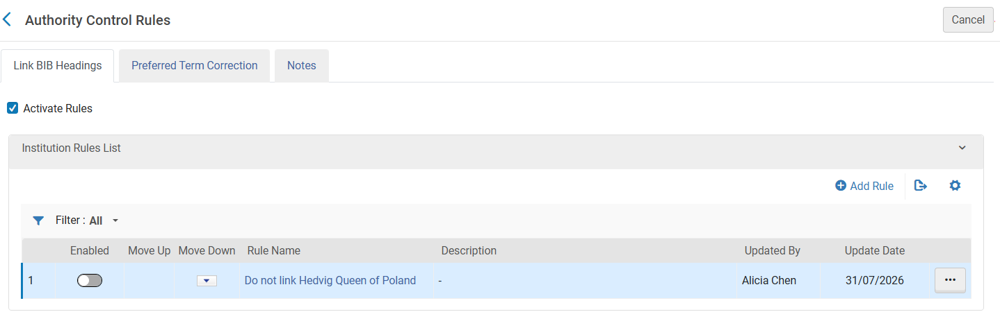 Authority Control Rules
Cancel
Link BIB Headings Preferred Term Correction Notes
Activate Rules
Institution Rules List
Add Rule
Filter : All
Enabled Move Up Move Down Rule Name Description Updated By Update Date
1 Do not link Hedvig Queen of Poland - Alicia Chen 31/07/2026